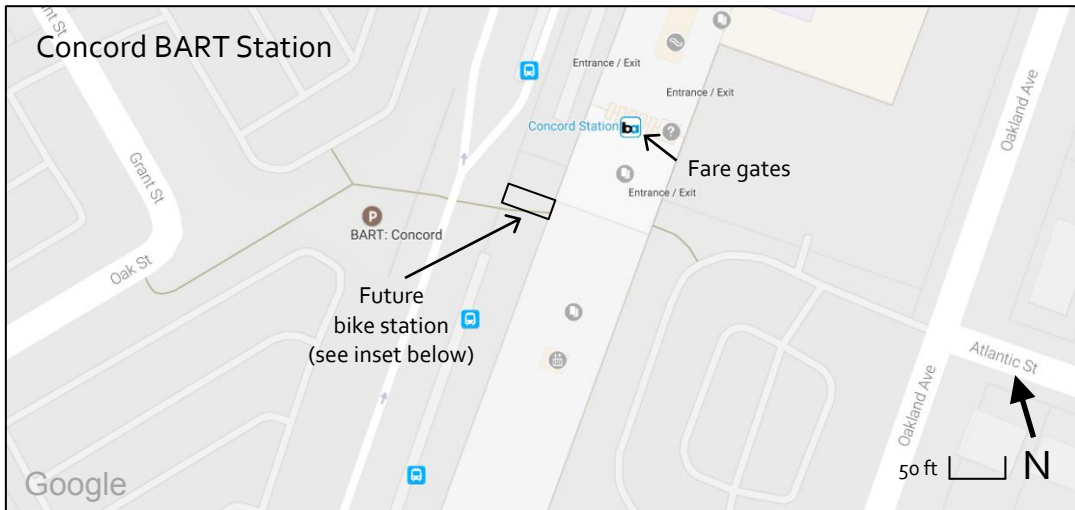 Concord BART Station
Grant St
Oak St
BART: Concord
Entrance / Exit
Entrance / Exit
Concord Station
ba
?
Fare gates
Entrance / Exit
P
Future
bike station
(see inset below)
Oakland Ave
Oakland Ave
Atlantic St
50 ft
N
Google